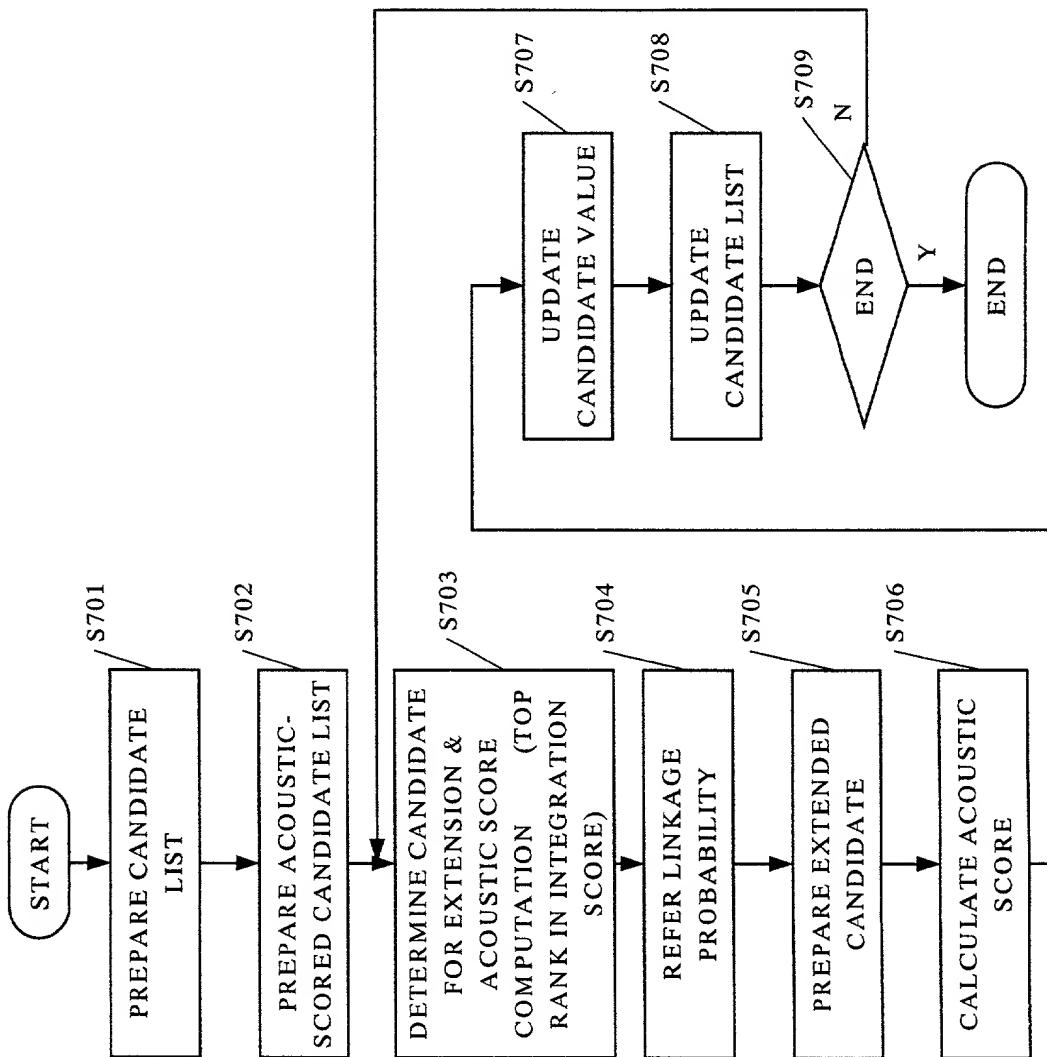 START
PREPARE CANDIDATE
LIST
S701
PREPARE ACOUSTIC-
SCORED CANDIDATE LIST
S702
DETERMINE CANDIDATE
FOR EXTENSION &
ACOUSTIC SCORE
COMPUTATION (TOP
RANK IN INTEGRATION
SCORE)
S703
REFER LINKAGE
PROBABILITY
S704
PREPARE EXTENDED
CANDIDATE
S705
CALCULATE ACOUSTIC
SCORE
S706
UPDATE
CANDIDATE VALUE
S707
UPDATE
CANDIDATE LIST
S708
END
S709
N
Y
END